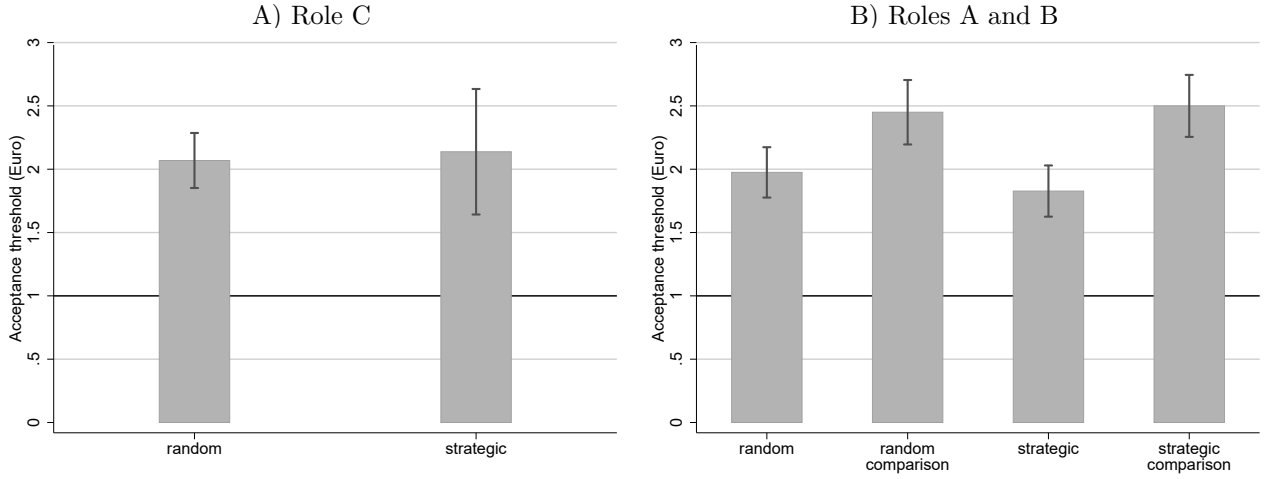 A) Role C
Acceptance threshold (Euro)
3
2.5
2
1.5
1
.5
0
random
strategic
B) Roles A and B
Acceptance threshold (Euro)
3
2.5
2
1.5
1
.5
0
random
random
comparison
strategic
strategic
comparison